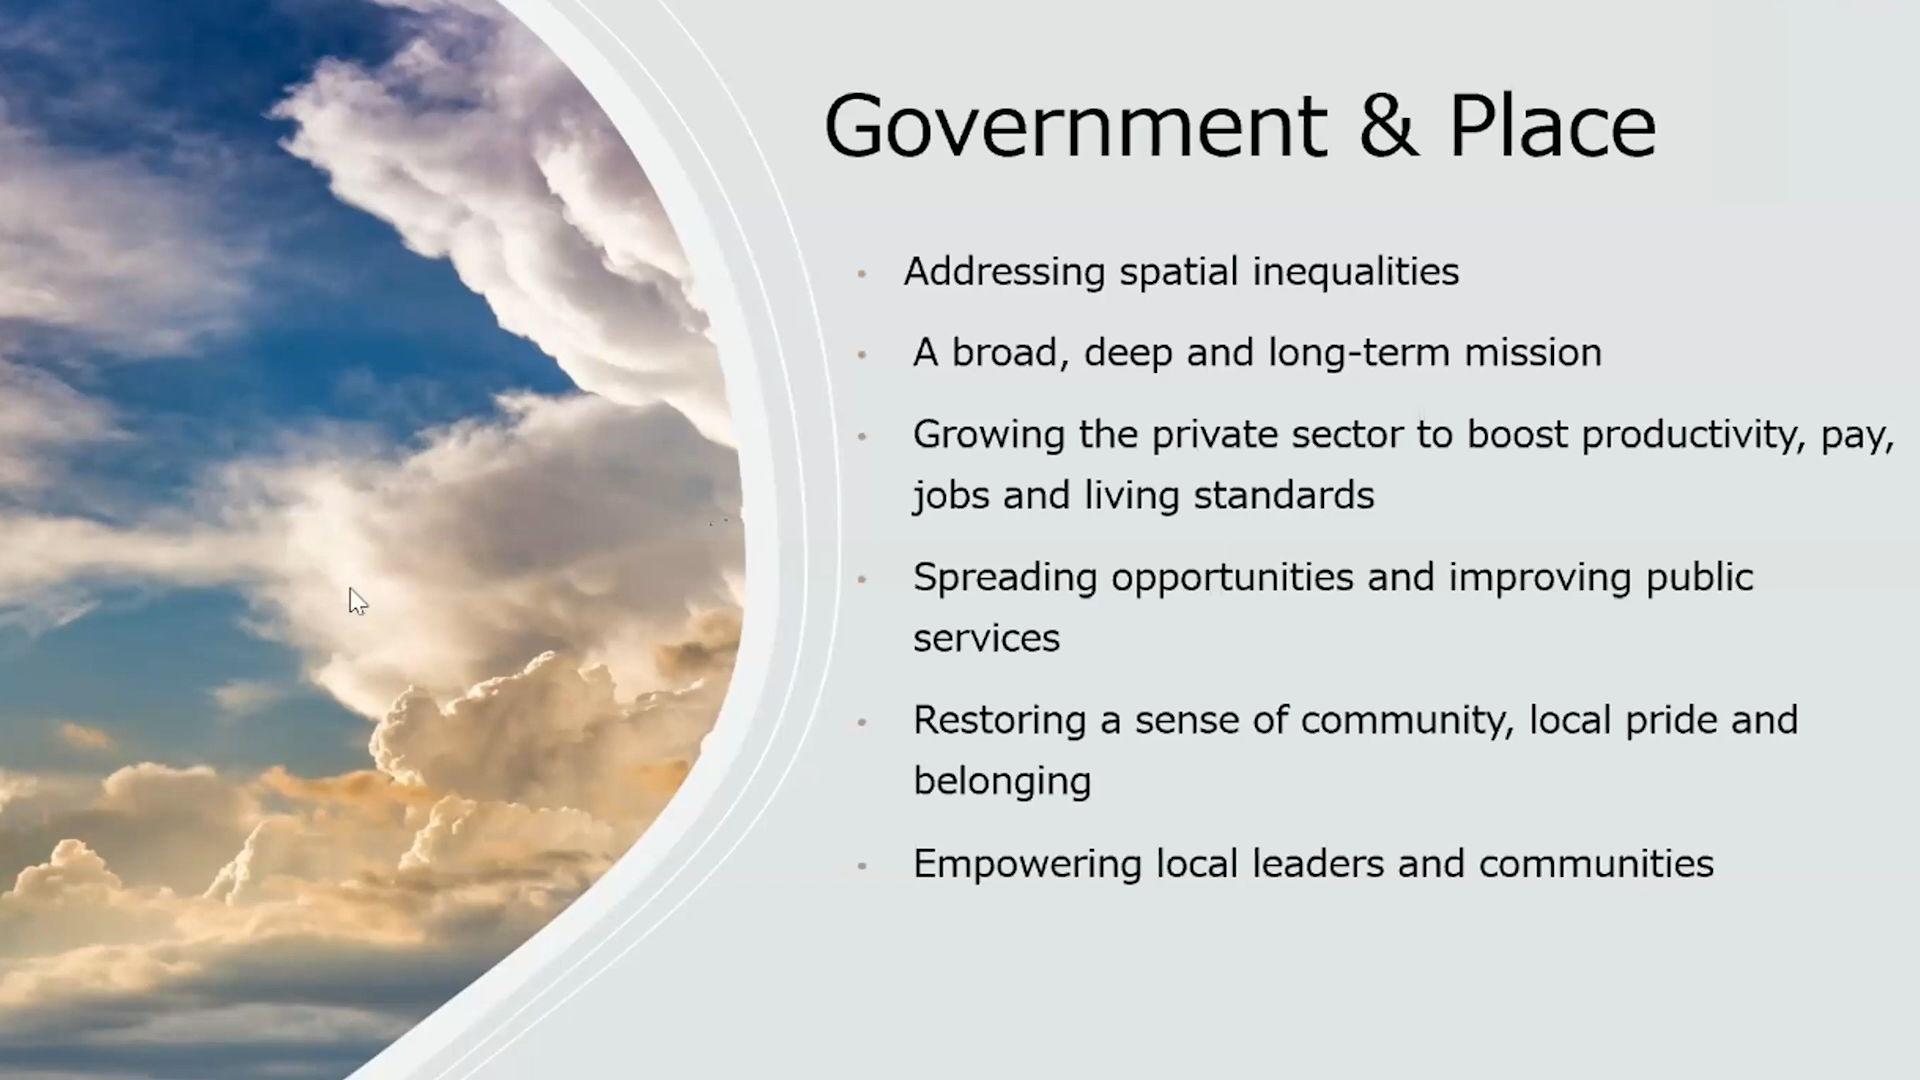 Government & Place
Addressing spatial inequalities
A broad, deep and long-term mission
Growing the private sector to boost productivity, pay,
jobs and living standards
Spreading opportunities and improving public
services
Restoring a sense of community, local pride and
belonging
Empowering local leaders and communities